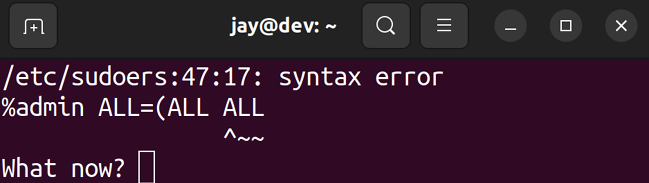 jay@dev: ~
/etc/sudoers:47:17: syntax error
%admin ALL=(ALL ALL
                ^~~
What now?